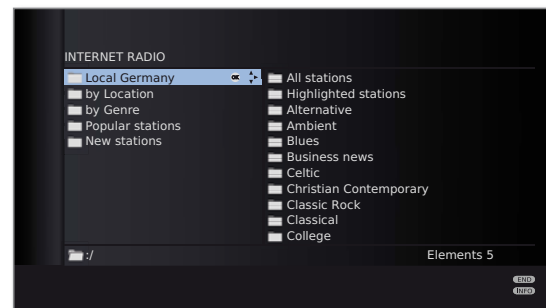 INTERNET RADIO
Local Germany OK
by Location
by Genre
Popular stations
New stations
All stations
Highlighted stations
Alternative
Ambient
Blues
Business news
Celtic
Christian Contemporary
Classic Rock
Classical
College
:/ Elements 5
END
INFO